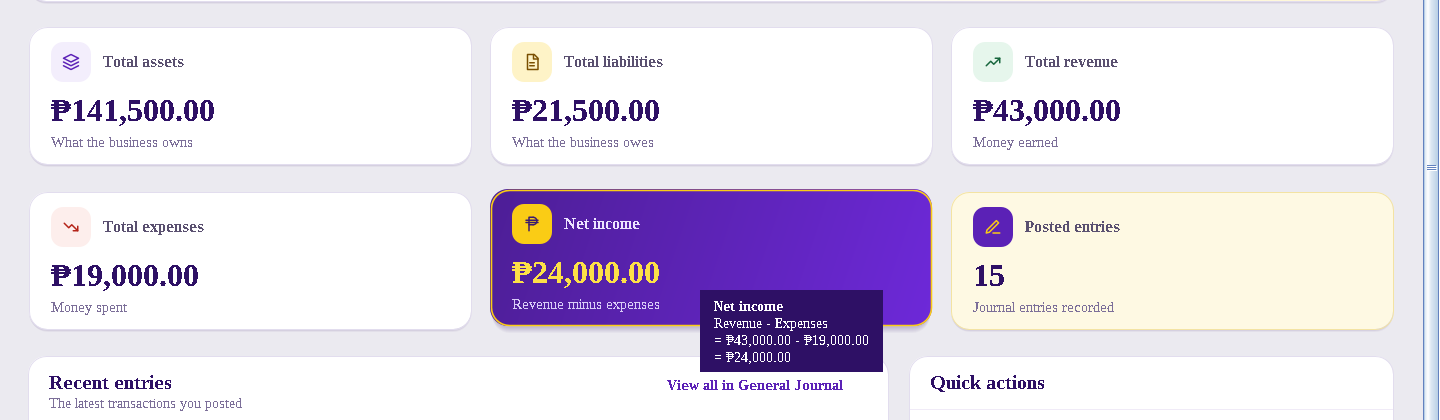 Total assets
₱141,500.00
What the business owns
Total liabilities
₱21,500.00
What the business owes
Total revenue
₱43,000.00
Money earned
Total expenses
₱19,000.00
Money spent
Net income
₱24,000.00
Revenue minus expenses
Net income
Revenue - Expenses
= ₱43,000.00 - ₱19,000.00
= ₱24,000.00
Posted entries
15
Journal entries recorded
Recent entries
The latest transactions you posted
View all in General Journal
Quick actions